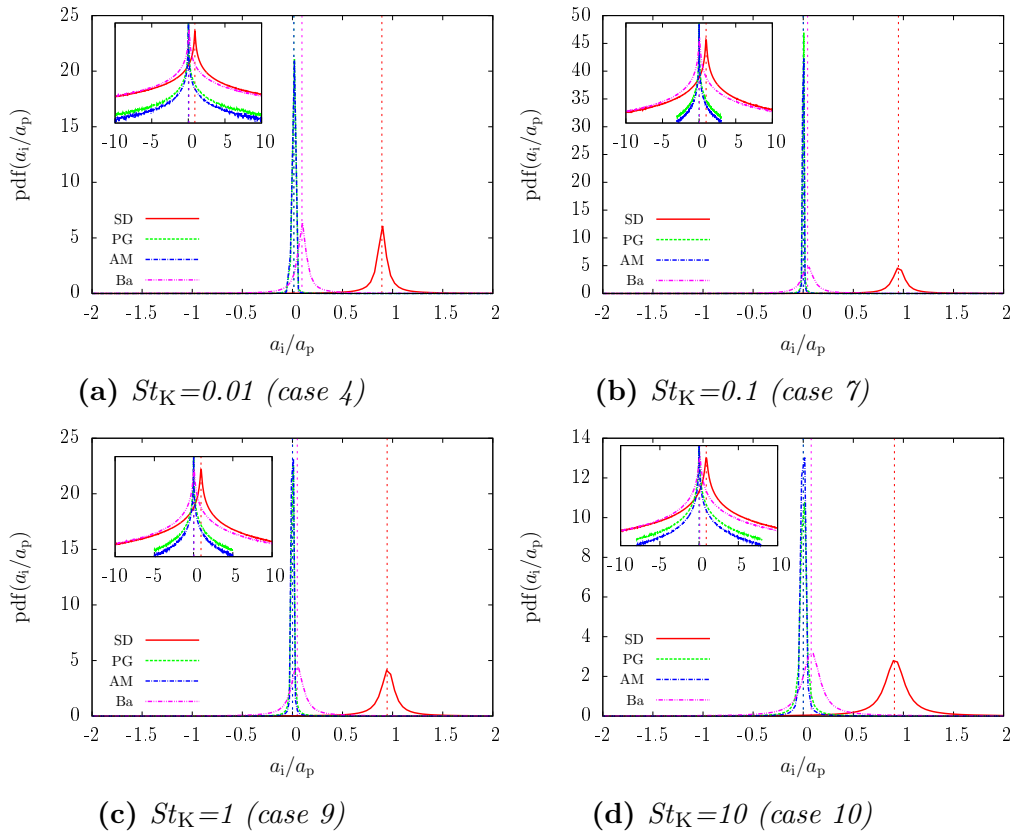 25
20
15
10
5
0
pdf(a_i/a_p)
-10 -5 0 5 10
SD
PG
AM
Ba
-2 -1.5 -1 -0.5 0 0.5 1 1.5 2
a_i/a_p
(a) St_K=0.01 (case 4)
50
45
40
35
30
25
20
15
10
5
0
pdf(a_i/a_p)
-10 -5 0 5 10
SD
PG
AM
Ba
-2 -1.5 -1 -0.5 0 0.5 1 1.5 2
a_i/a_p
(b) St_K=0.1 (case 7)
25
20
15
10
5
0
pdf(a_i/a_p)
-10 -5 0 5 10
SD
PG
AM
Ba
-2 -1.5 -1 -0.5 0 0.5 1 1.5 2
a_i/a_p
(c) St_K=1 (case 9)
14
12
10
8
6
4
2
0
pdf(a_i/a_p)
-10 -5 0 5 10
SD
PG
AM
Ba
-2 -1.5 -1 -0.5 0 0.5 1 1.5 2
a_i/a_p
(d) St_K=10 (case 10)